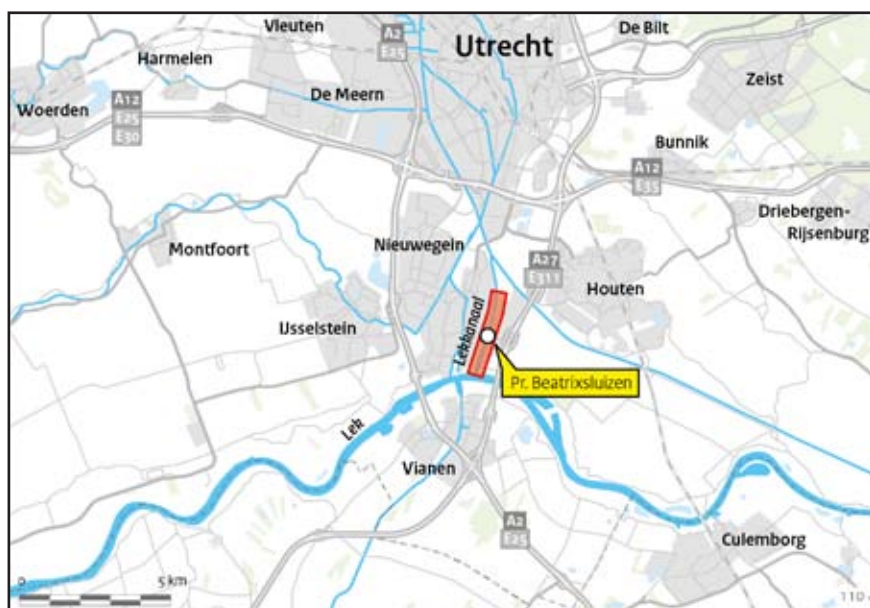 Vleuten
A2
E25
Utrecht
De Bilt
Harmelen
Zeist
De Meern
Woerden
A12
E25
E30
Bunnik
A12
E35
Driebergen-
Rijsenburg
Montfoort
Nieuwegein
A27
E311
Houten
IJsselstein
Lekkanaal
Pr. Beatrixsluizen
Lek
Vianen
A2
E25
Culemborg
0
5 km
110